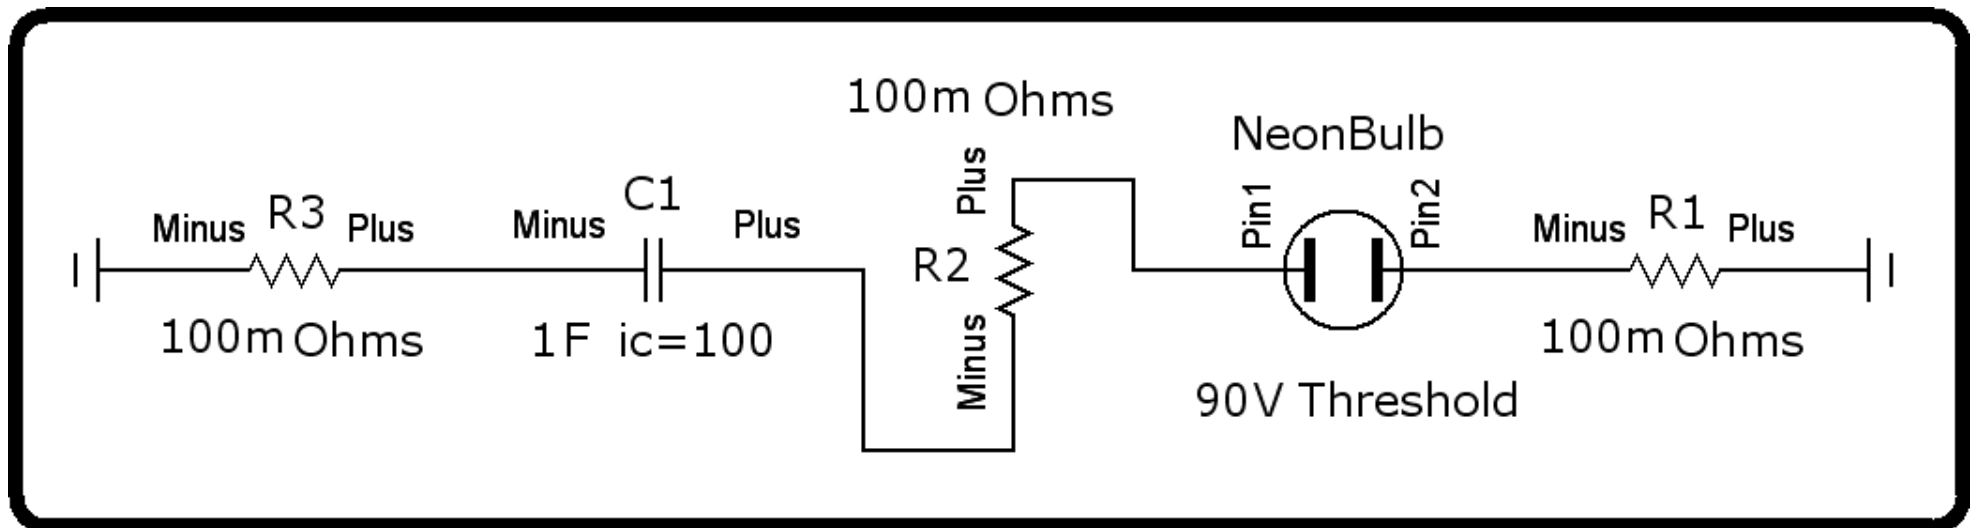 100m Ohms
NeonBulb
Minus R3 Plus
Minus C1 Plus
Plus
R2
Minus
Pin1
Pin2
Minus R1 Plus
100m Ohms
1F ic=100
100m Ohms
90V Threshold